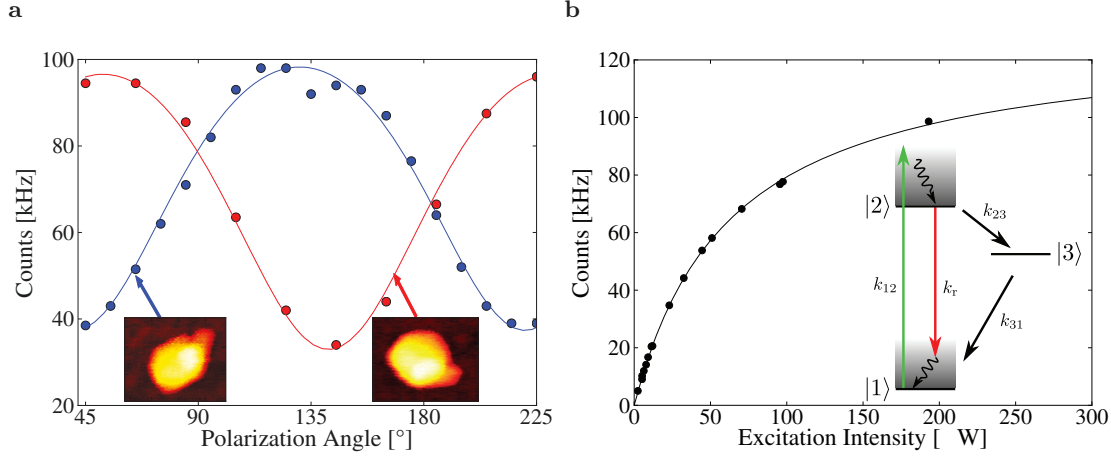 a
100
80
60
40
20
Counts [kHz]
45 90 135 180 225
Polarization Angle [°]
b
120
100
80
60
40
20
0
Counts [kHz]
0 50 100 150 200 250 300
Excitation Intensity [ W]
|2⟩
k23
|3⟩
k12
kr
k31
|1⟩